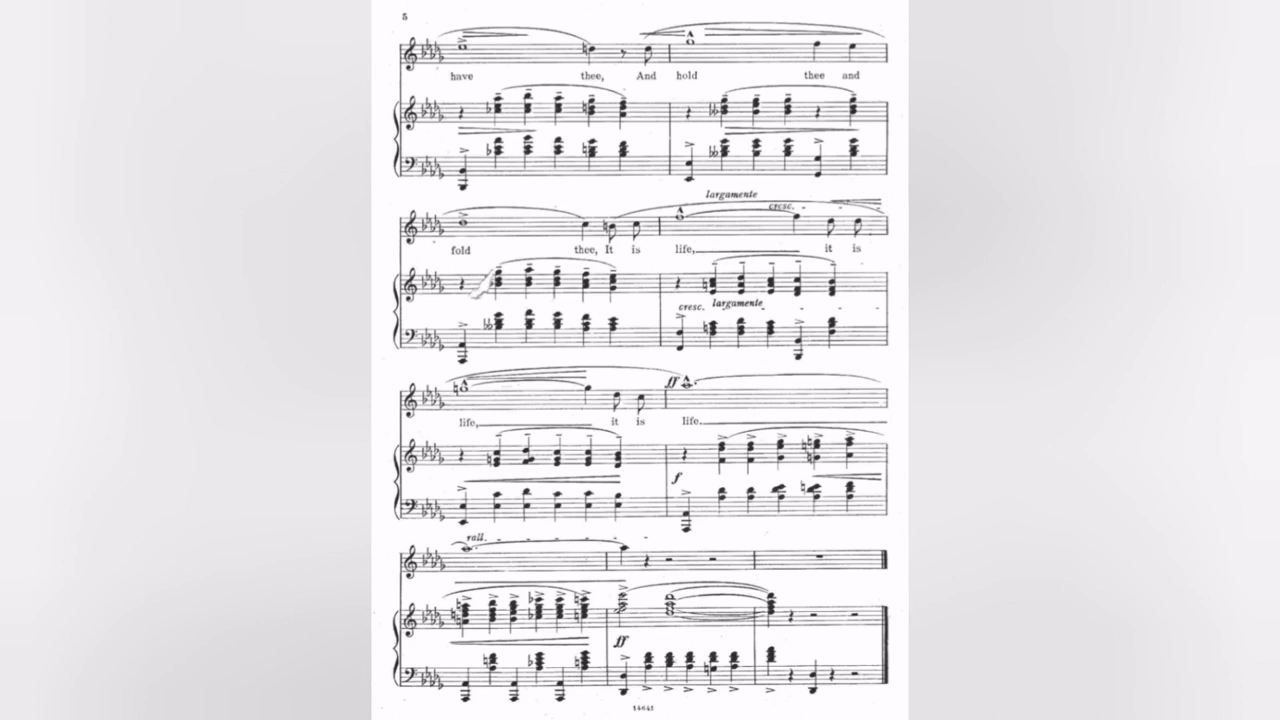 5
have thee, And hold thee and
largamente
cresc.
fold thee, It is life, it is
cresc. largamente
ff
life, it is life.
f
rall.
ff
14641